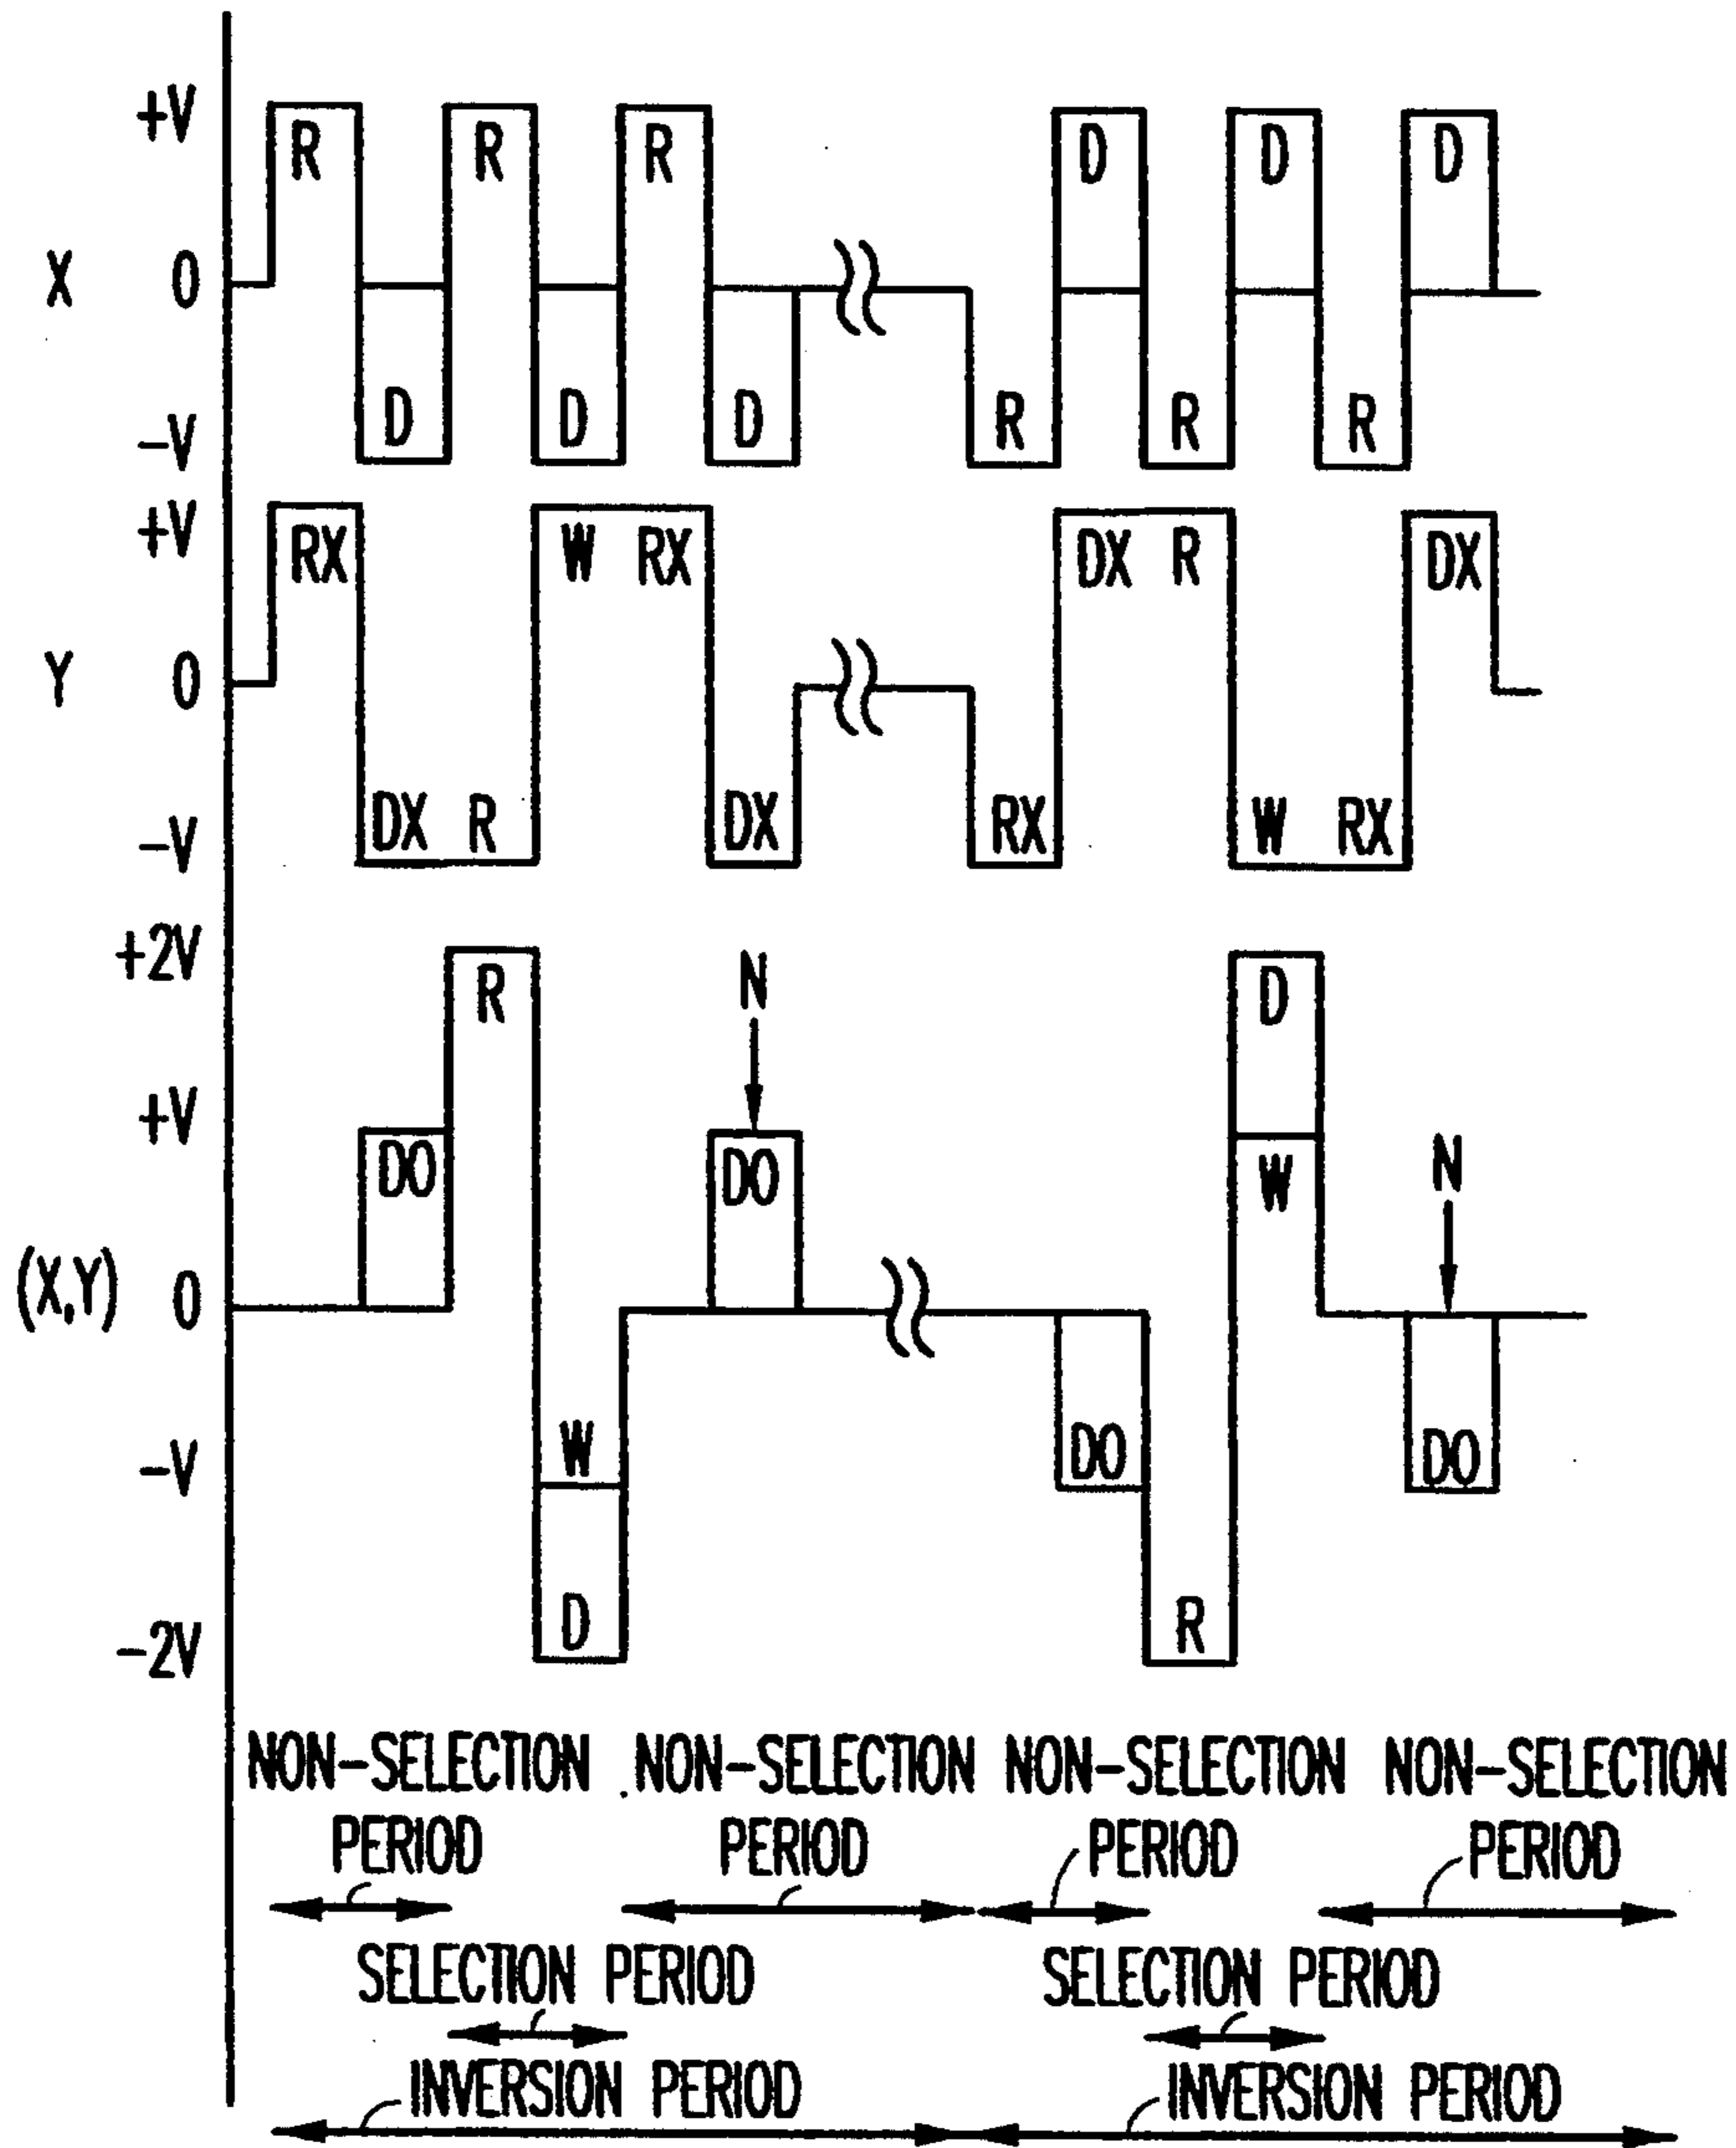 +V R R R D D D
X 0
-V D D D R R R
+V RX W RX DX R DX
Y 0
-V DX R DX RX W RX
+2V R N D
+V DO DO W N
(X,Y) 0
-V W DO DO
-2V D R
NON-SELECTION PERIOD
NON-SELECTION PERIOD
NON-SELECTION PERIOD
NON-SELECTION PERIOD
SELECTION PERIOD SELECTION PERIOD
INVERSION PERIOD INVERSION PERIOD